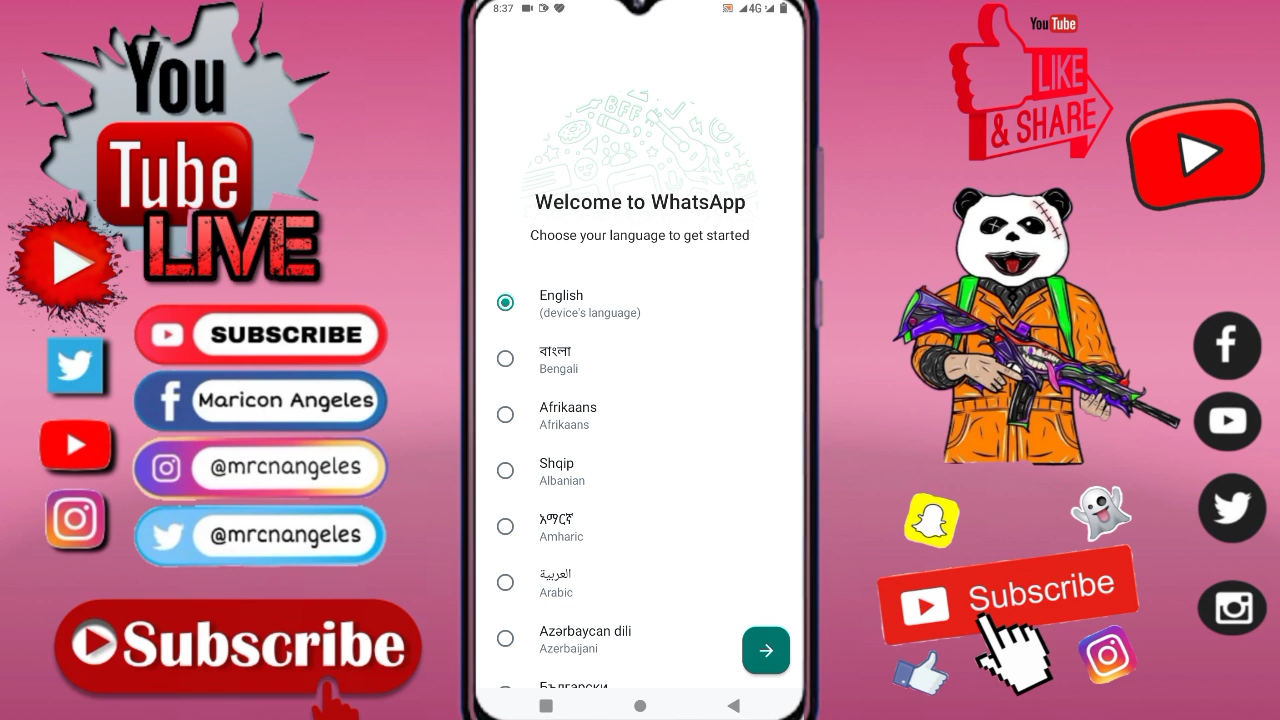 You
Tube
LIVE
SUBSCRIBE
Maricon Angeles
@mrcnangeles
@mrcnangeles
Subscribe
8:37
4G
BFF
Welcome to WhatsApp
Choose your language to get started
English
(device's language)
বাংলা
Bengali
Afrikaans
Afrikaans
Shqip
Albanian
አማርኛ
Amharic
العربية
Arabic
Azərbaycan dili
Azerbaijani
Български
YouTube
LIKE
& SHARE
Subscribe